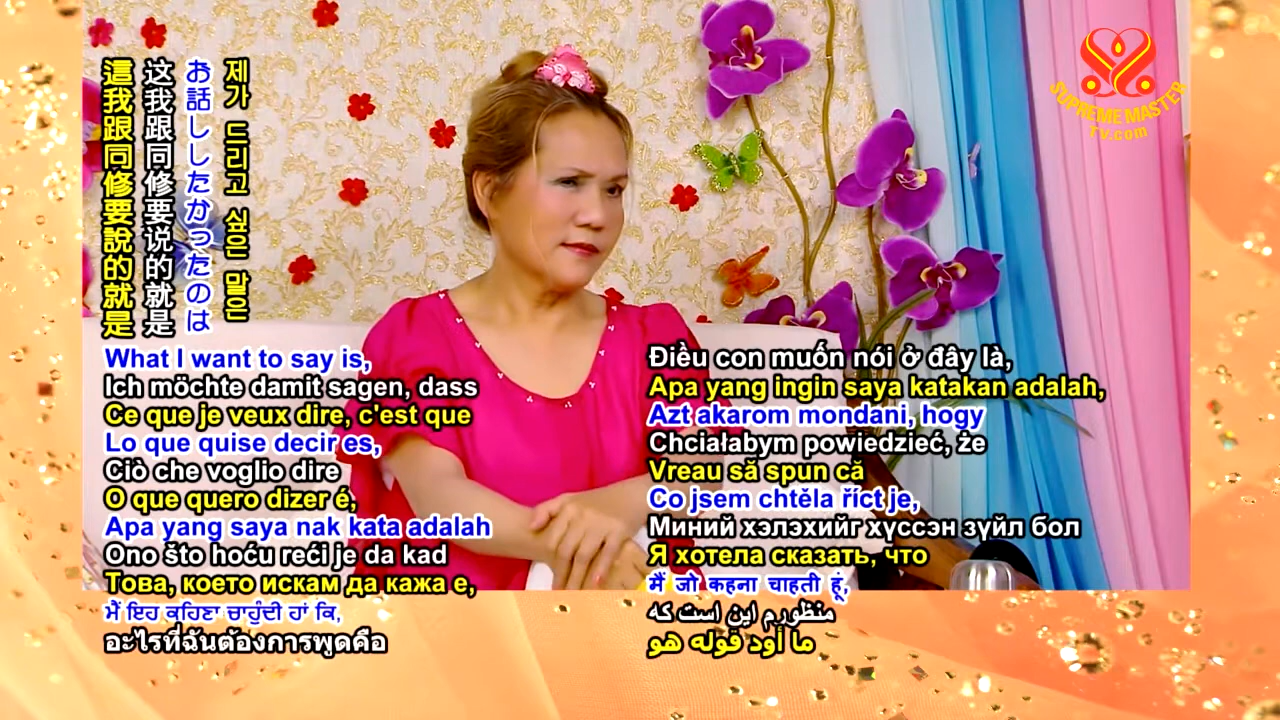 這我跟同修要說的就是
这我跟同修要说的就是
お話ししたかったのは
제가 드리고 싶은 말은
SUPREME MASTER
TV.com
What I want to say is,
Ich möchte damit sagen, dass
Ce que je veux dire, c'est que
Lo que quise decir es,
Ciò che voglio dire
O que quero dizer é,
Apa yang saya nak kata adalah
Ono što hoću reći je da kad
Това, което искам да кажа е,
ਮੈਂ ਇਹ ਕਹਿਣਾ ਚਾਹੁੰਦੀ ਹਾਂ ਕਿ,
อะไรที่ฉันต้องการพูดคือ
Điều con muốn nói ở đây là,
Apa yang ingin saya katakan adalah,
Azt akarom mondani, hogy
Chciałabym powiedzieć, że
Vreau să spun că
Co jsem chtěla říct je,
Миний хэлэхийг хүссэн зүйл бол
Я хотела сказать, что
मैं जो कहना चाहती हूं,
منظورم این است که
ما أود قوله هو